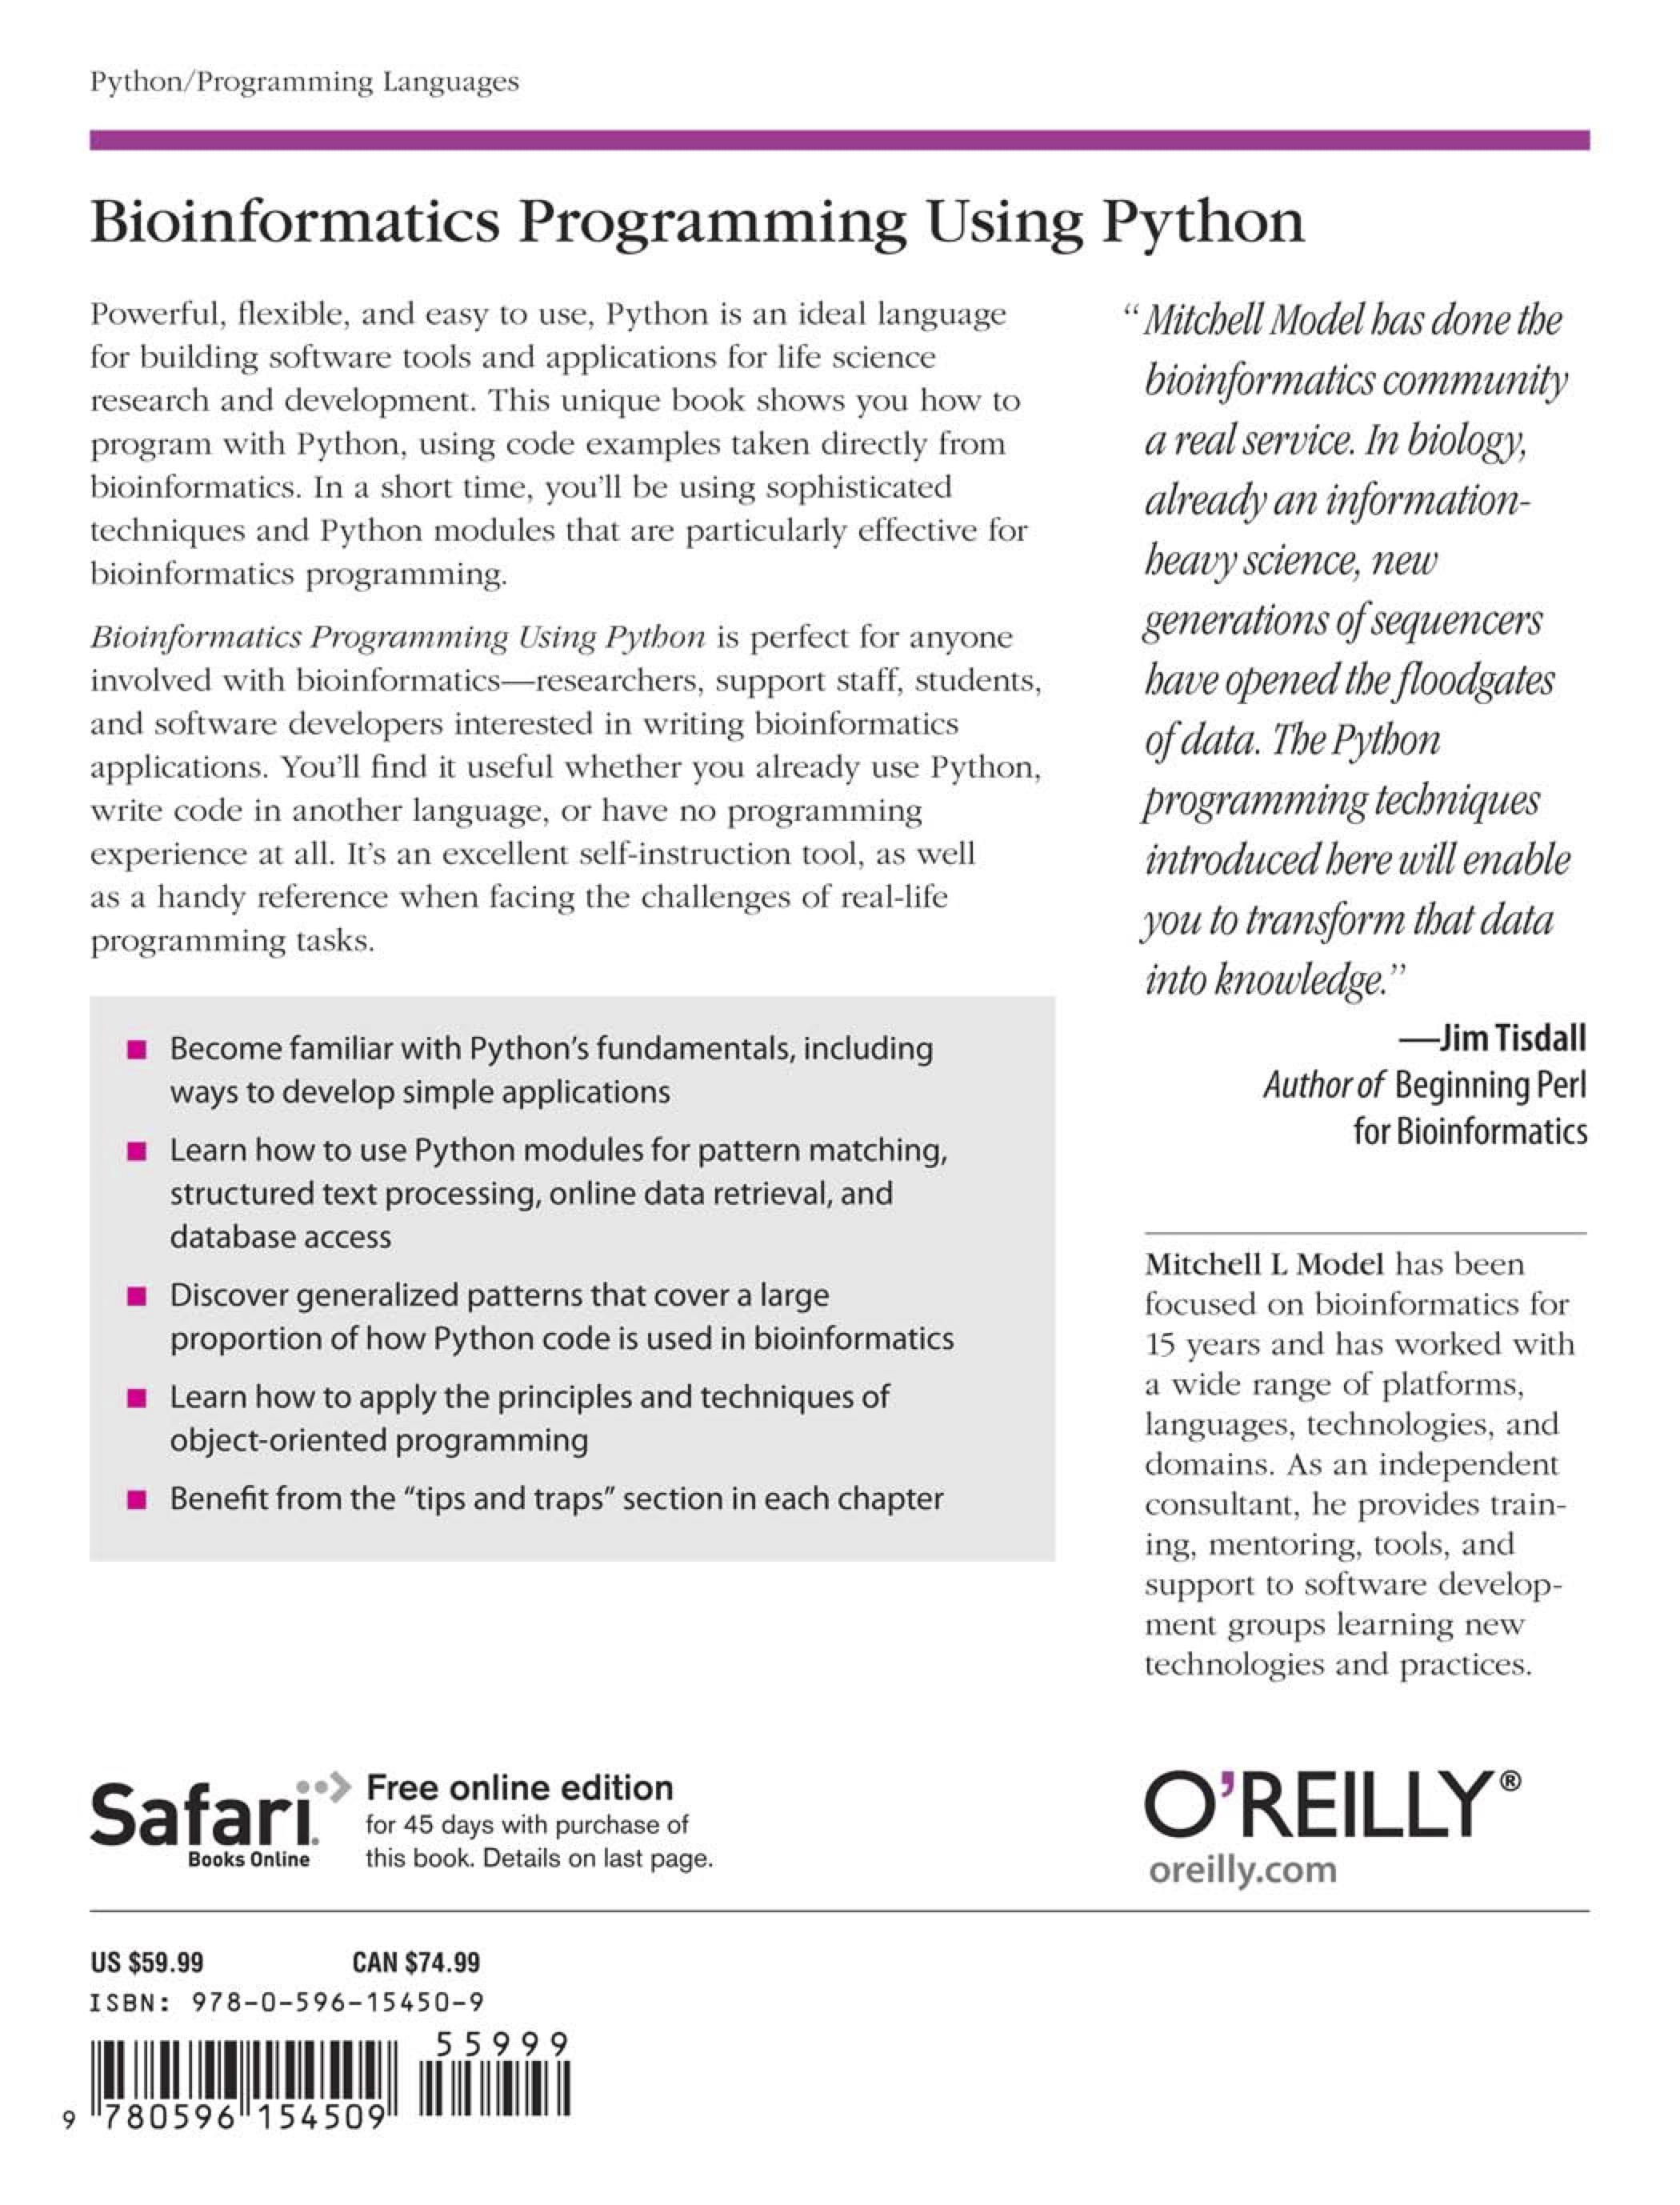 Python/Programming Languages
Bioinformatics Programming Using Python
Powerful, flexible, and easy to use, Python is an ideal language
for building software tools and applications for life science
research and development. This unique book shows you how to
program with Python, using code examples taken directly from
bioinformatics. In a short time, you'll be using sophisticated
techniques and Python modules that are particularly effective for
bioinformatics programming.
Bioinformatics Programming Using Python is perfect for anyone
involved with bioinformatics—researchers, support staff, students,
and software developers interested in writing bioinformatics
applications. You'll find it useful whether you already use Python,
write code in another language, or have no programming
experience at all. It's an excellent self-instruction tool, as well
as a handy reference when facing the challenges of real-life
programming tasks.
■ Become familiar with Python's fundamentals, including
ways to develop simple applications
■ Learn how to use Python modules for pattern matching,
structured text processing, online data retrieval, and
database access
■ Discover generalized patterns that cover a large
proportion of how Python code is used in bioinformatics
■ Learn how to apply the principles and techniques of
object-oriented programming
■ Benefit from the "tips and traps" section in each chapter
“Mitchell Model has done the
bioinformatics community
a real service. In biology,
already an information-
heavy science, new
generations of sequencers
have opened the floodgates
of data. The Python
programming techniques
introduced here will enable
you to transform that data
into knowledge.”
—Jim Tisdall
Author of Beginning Perl
for Bioinformatics
Mitchell L Model has been
focused on bioinformatics for
15 years and has worked with
a wide range of platforms,
languages, technologies, and
domains. As an independent
consultant, he provides train-
ing, mentoring, tools, and
support to software develop-
ment groups learning new
technologies and practices.
Safari
Books Online
Free online edition
for 45 days with purchase of
this book. Details on last page.
O'REILLY®
oreilly.com
US $59.99 CAN $74.99
ISBN: 978-0-596-15450-9
55999
9 780596 154509